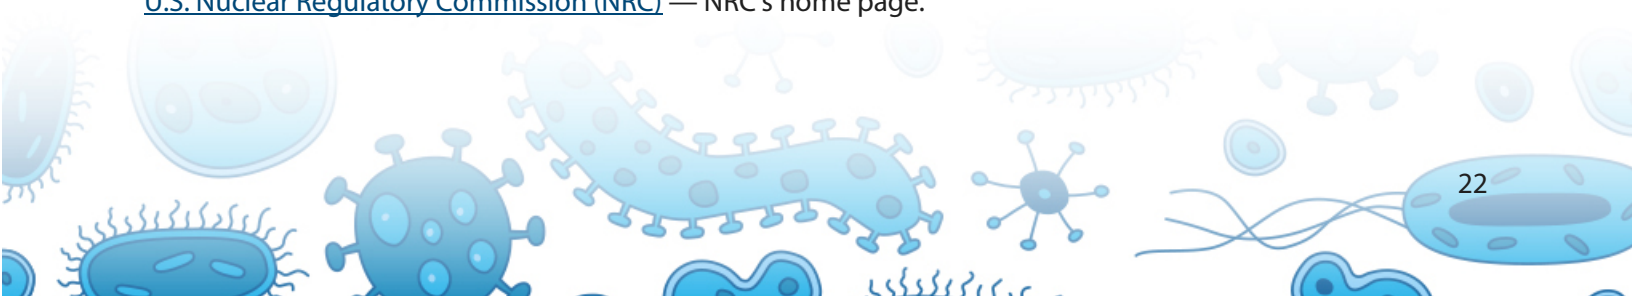 U.S. Nuclear Regulatory Commission (NRC) — NRC's home page.
22